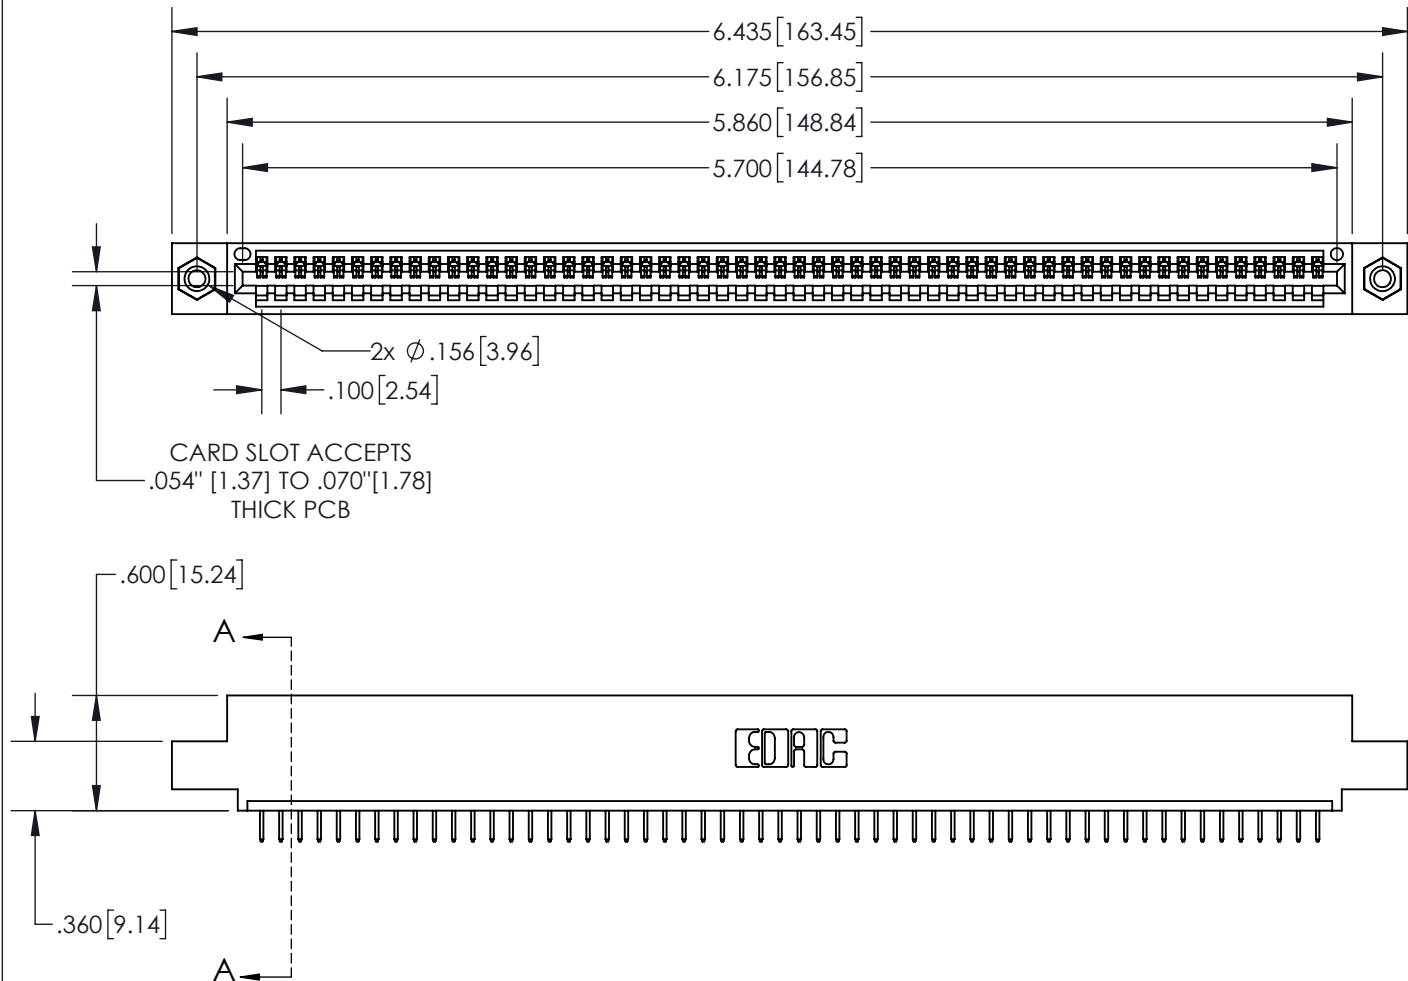 6.435[163.45]
6.175[156.85]
5.860[148.84]
5.700[144.78]
2x Ø.156[3.96]
.100[2.54]
CARD SLOT ACCEPTS
.054" [1.37] TO .070"[1.78]
THICK PCB
.600[15.24]
A
EDAC
.360[9.14]
A